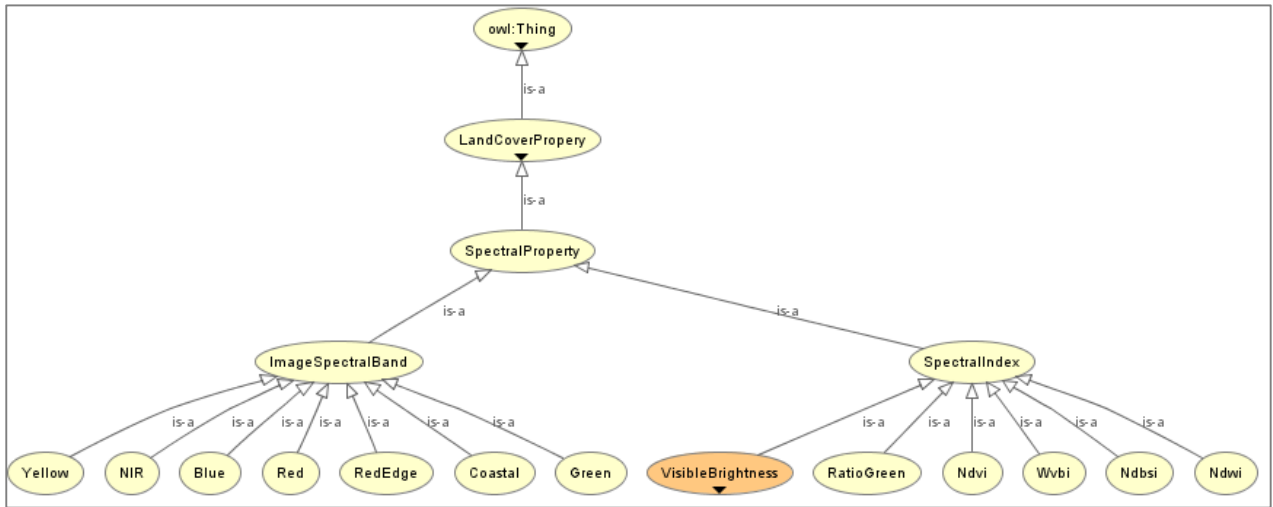 owl:Thing
is-a
LandCoverPropery
is-a
SpectralProperty
is-a
is-a
ImageSpectralBand
SpectralIndex
is-a
is-a
is-a
is-a
is-a
is-a
is-a
is-a
is-a
is-a
is-a
is-a
Yellow
NIR
Blue
Red
RedEdge
Coastal
Green
VisibleBrightness
RatioGreen
Ndvi
Wvbi
Ndbsi
Ndwi